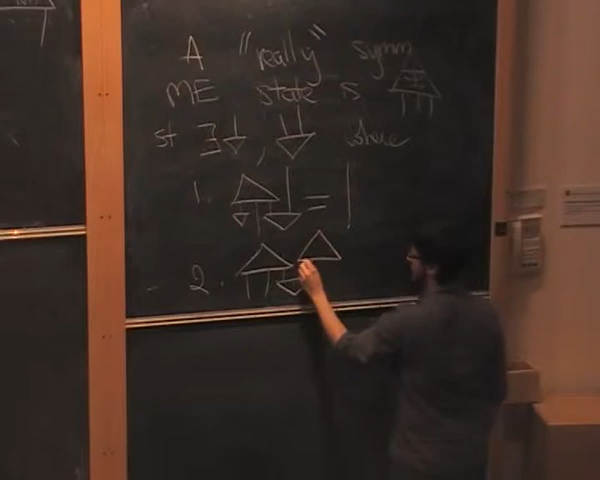 A "really" symm
ME state is
st ∃ , where
1. =
2.